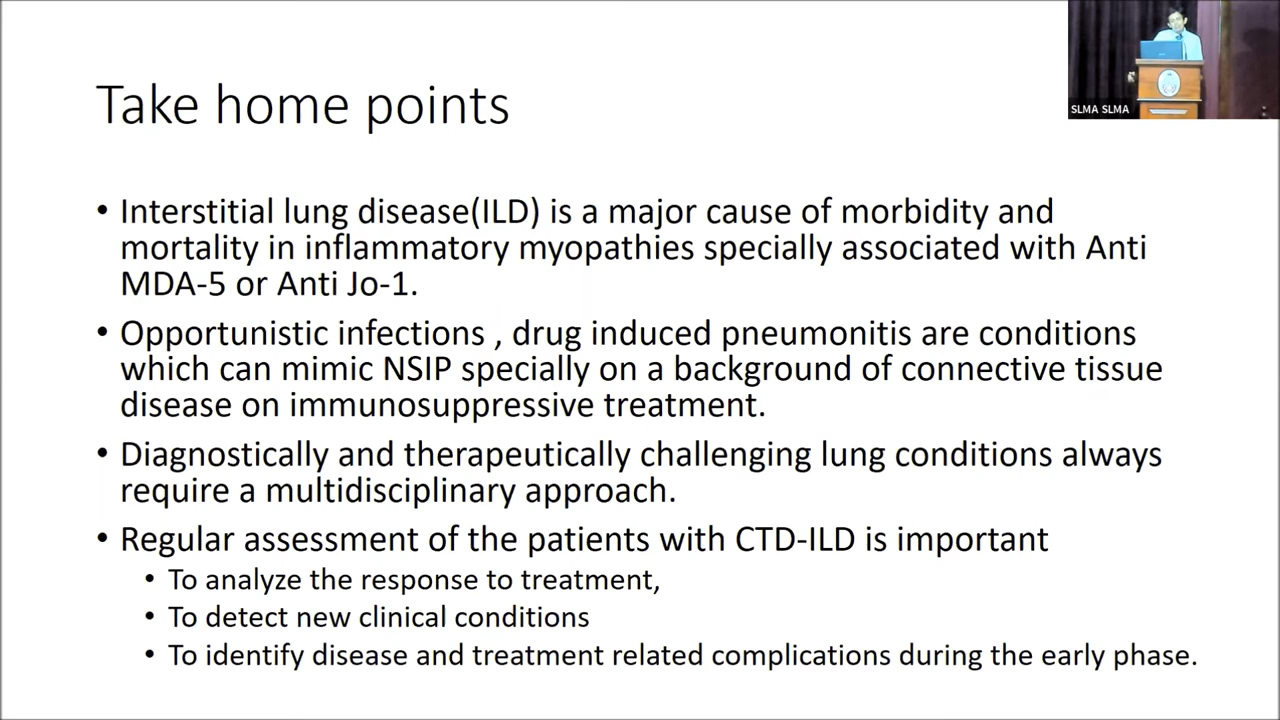 SLMA SLMA
Take home points
• Interstitial lung disease(ILD) is a major cause of morbidity and
mortality in inflammatory myopathies specially associated with Anti
MDA-5 or Anti Jo-1.
• Opportunistic infections , drug induced pneumonitis are conditions
which can mimic NSIP specially on a background of connective tissue
disease on immunosuppressive treatment.
• Diagnostically and therapeutically challenging lung conditions always
require a multidisciplinary approach.
• Regular assessment of the patients with CTD-ILD is important
• To analyze the response to treatment,
• To detect new clinical conditions
• To identify disease and treatment related complications during the early phase.